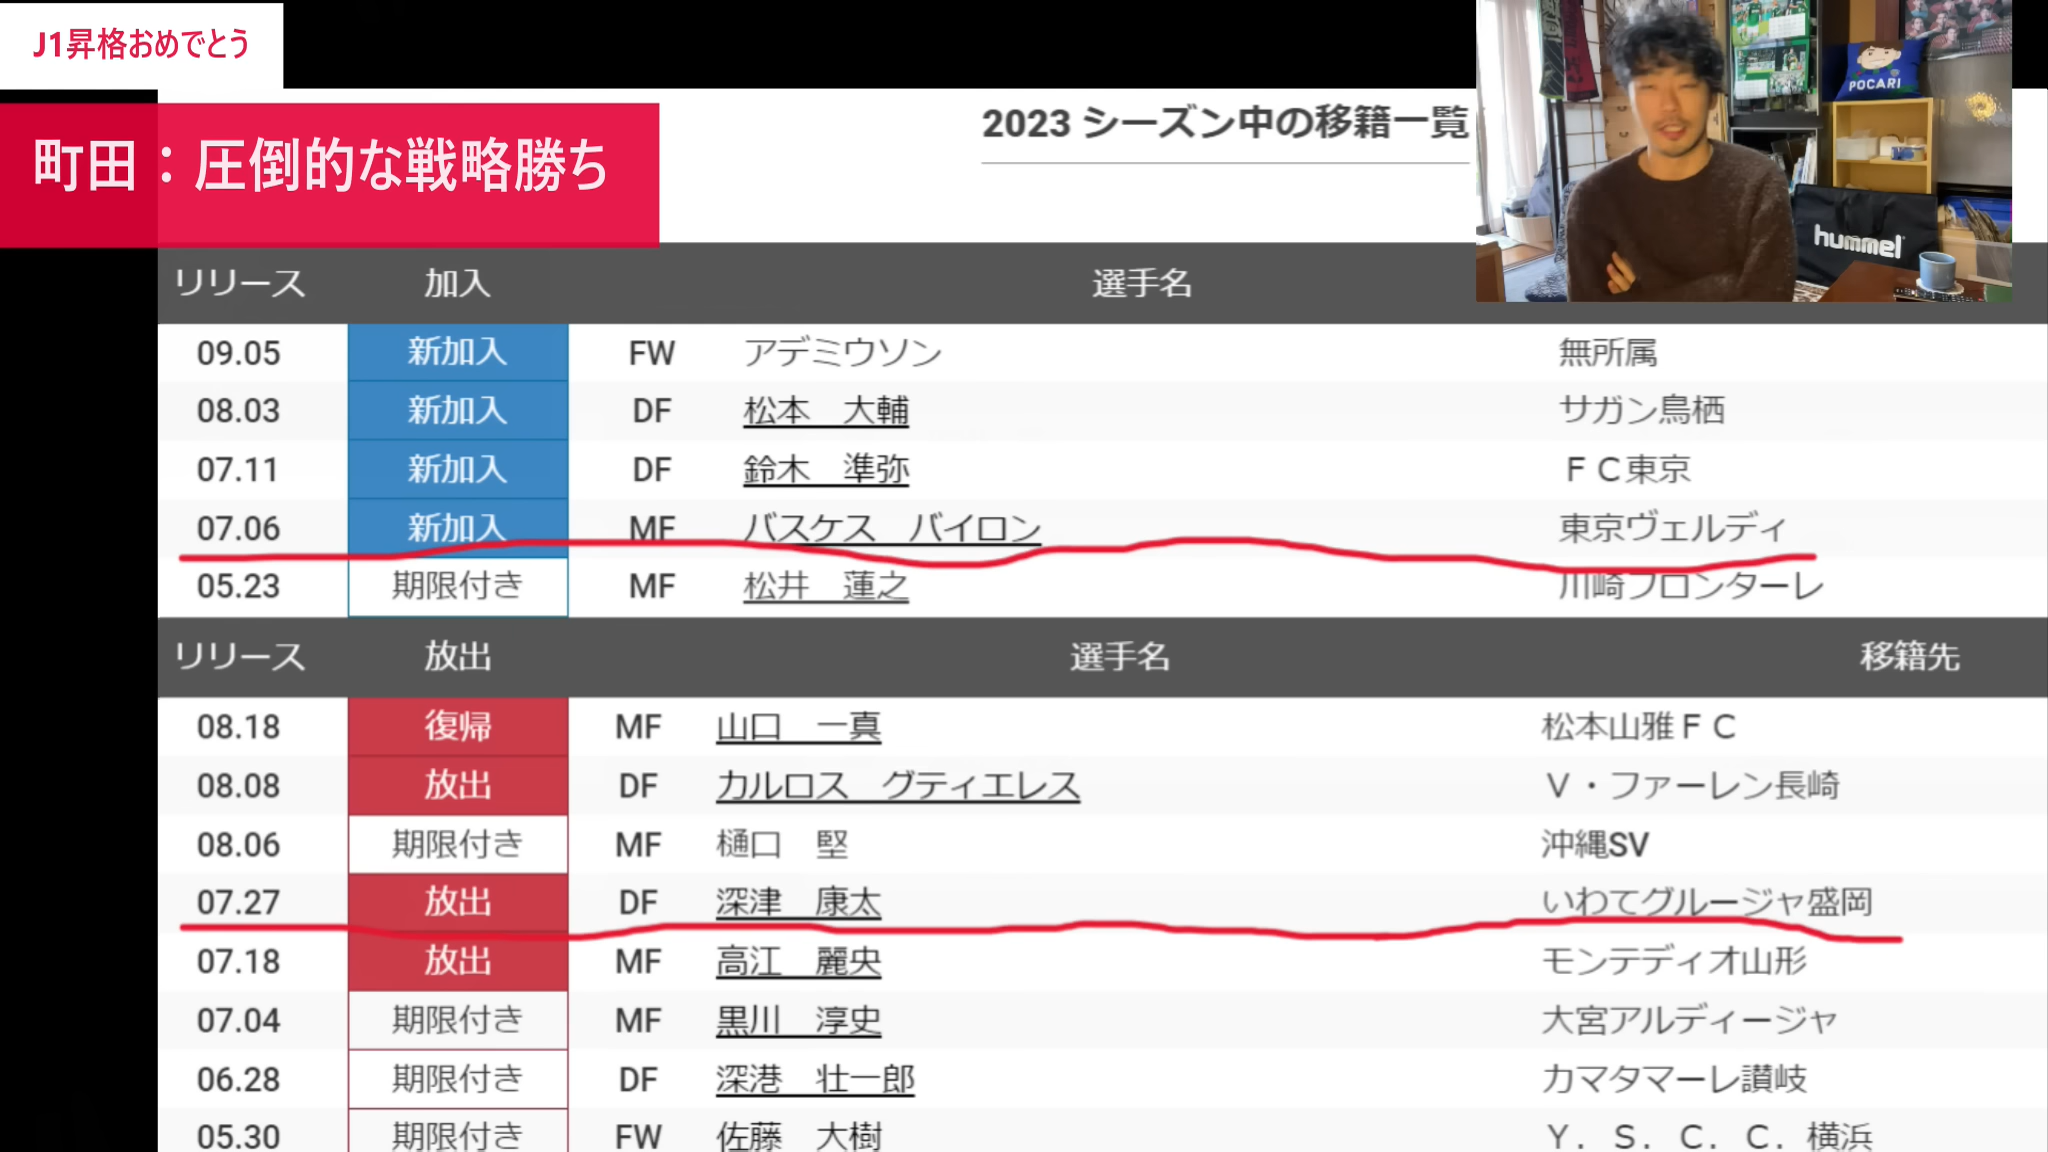 J1昇格おめでとう
町田：圧倒的な戦略勝ち
2023 シーズン中の移籍一覧
POCARI
hummel
リリース 加入 選手名
09.05 新加入 FW アデミウソン 無所属
08.03 新加入 DF 松本　大輔 サガン鳥栖
07.11 新加入 DF 鈴木　準弥 ＦＣ東京
07.06 新加入 MF バスケス　バイロン 東京ヴェルディ
05.23 期限付き MF 松井　蓮之 川崎フロンターレ
リリース 放出 選手名 移籍先
08.18 復帰 MF 山口　一真 松本山雅ＦＣ
08.08 放出 DF カルロス　グティエレス Ｖ・ファーレン長崎
08.06 期限付き MF 樋口　堅 沖縄SV
07.27 放出 DF 深津　康太 いわてグルージャ盛岡
07.18 放出 MF 高江　麗央 モンテディオ山形
07.04 期限付き MF 黒川　淳史 大宮アルディージャ
06.28 期限付き DF 深港　壮一郎 カマタマーレ讃岐
05.30 期限付き FW 佐藤　大樹 Ｙ．Ｓ．Ｃ．Ｃ．横浜